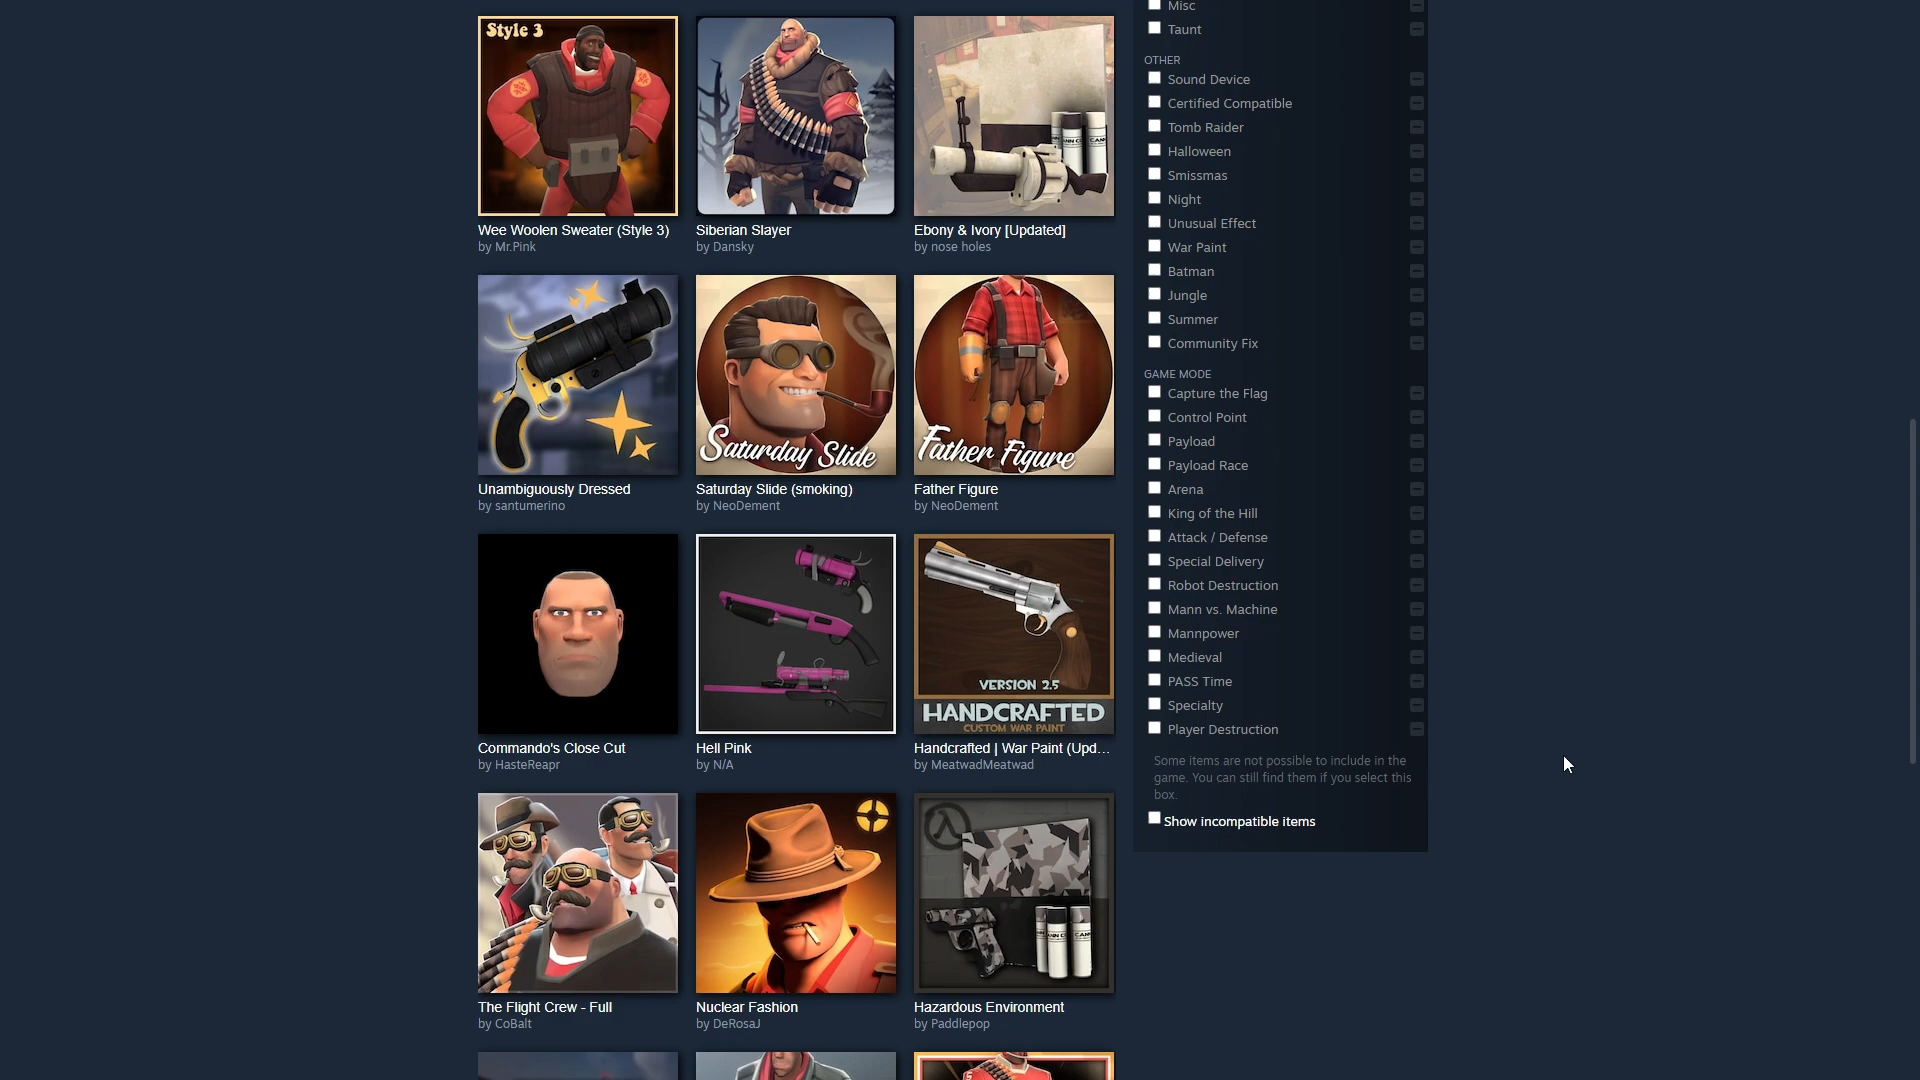 Style 3
Wee Woolen Sweater (Style 3)
by Mr.Pink
Siberian Slayer
by Dansky
Ebony & Ivory [Updated]
by nose holes
Unambiguously Dressed
by santumerino
Saturday Slide
Saturday Slide (smoking)
by NeoDement
Father Figure
Father Figure
by NeoDement
Commando's Close Cut
by HasteReapr
Hell Pink
by N/A
VERSION 2.5
HANDCRAFTED
CUSTOM WAR PAINT
Handcrafted | War Paint (Upd...
by MeatwadMeatwad
The Flight Crew - Full
by CoBalt
Nuclear Fashion
by DeRosaJ
Hazardous Environment
by Paddlepop
Misc
Taunt
OTHER
Sound Device
Certified Compatible
Tomb Raider
Halloween
Smissmas
Night
Unusual Effect
War Paint
Batman
Jungle
Summer
Community Fix
GAME MODE
Capture the Flag
Control Point
Payload
Payload Race
Arena
King of the Hill
Attack / Defense
Special Delivery
Robot Destruction
Mann vs. Machine
Mannpower
Medieval
PASS Time
Specialty
Player Destruction
Some items are not possible to include in the
game. You can still find them if you select this
box.
Show incompatible items